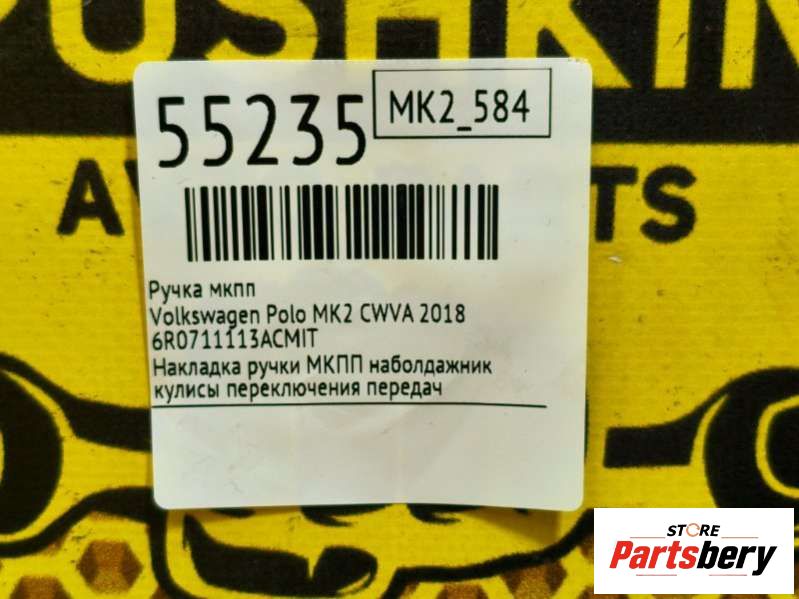 PUSHKIN
55235
MK2_584
Ручка мкпп
Volkswagen Polo MK2 CWVA 2018
6R0711113ACMIT
Накладка ручки МКПП наболдажник
кулисы переключения передач
STORE
Partsbery